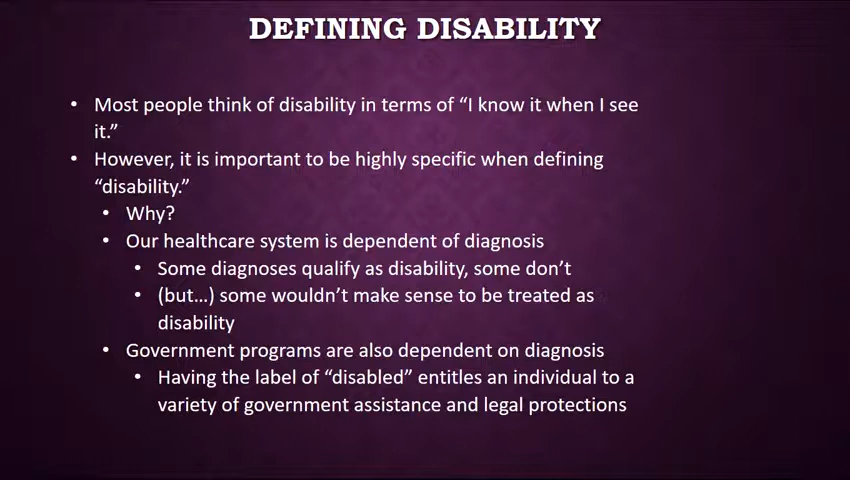 DEFINING DISABILITY
• Most people think of disability in terms of “I know it when I see
it.”
• However, it is important to be highly specific when defining
“disability.”
• Why?
• Our healthcare system is dependent of diagnosis
• Some diagnoses qualify as disability, some don’t
• (but…) some wouldn’t make sense to be treated as
disability
• Government programs are also dependent on diagnosis
• Having the label of “disabled” entitles an individual to a
variety of government assistance and legal protections